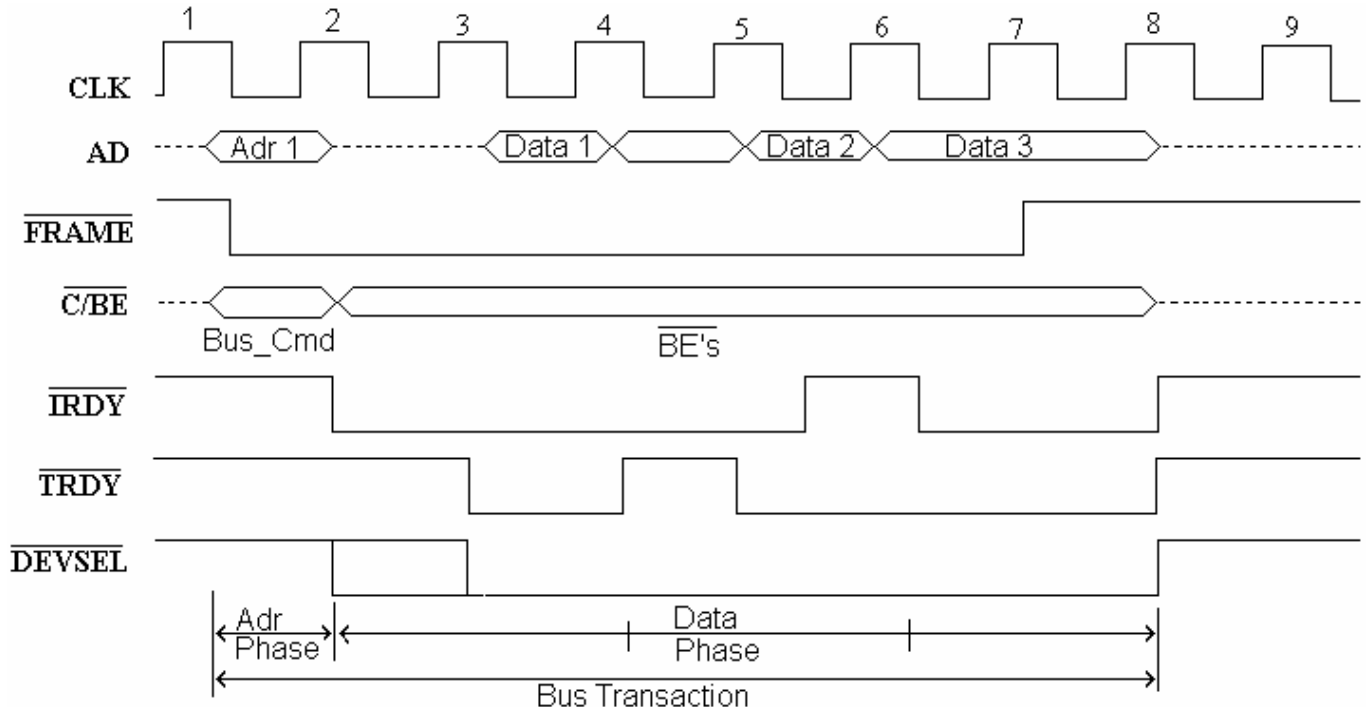 1 2 3 4 5 6 7 8 9
CLK
AD Adr 1 Data 1 Data 2 Data 3
FRAME
C/BE
Bus_Cmd BE's
IRDY
TRDY
DEVSEL
Adr Data
Phase Phase
Bus Transaction